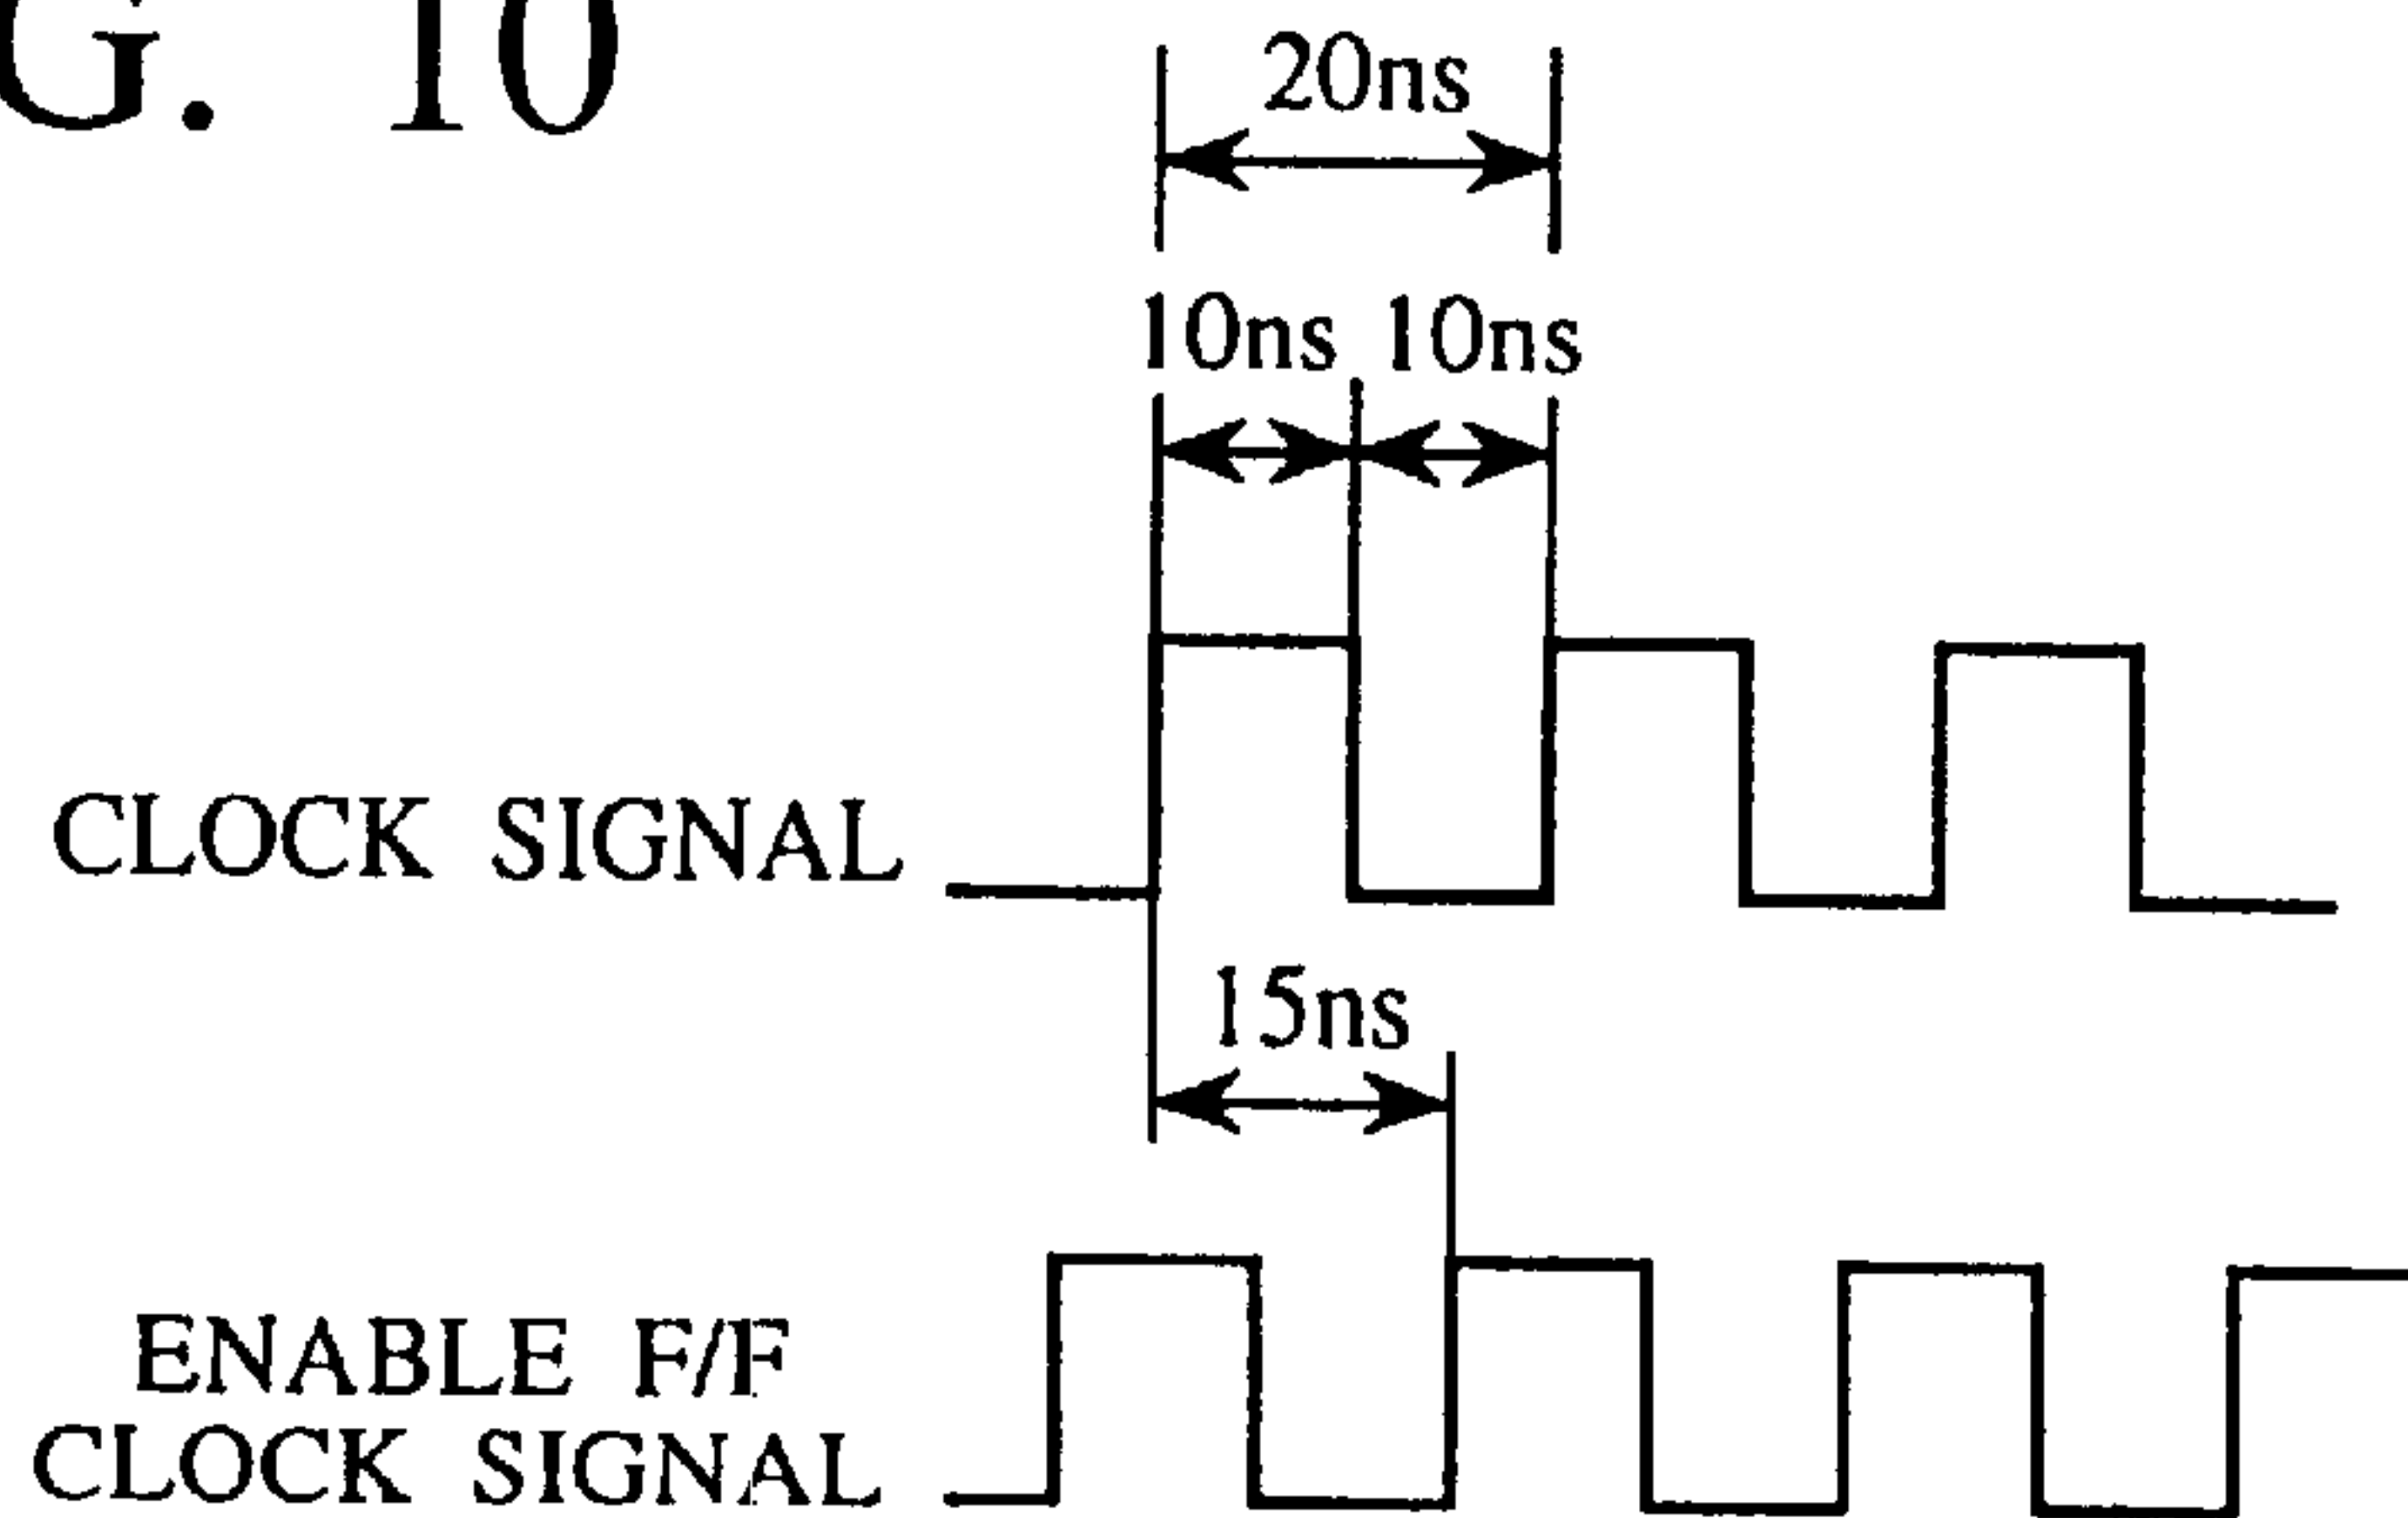 G. 10
20ns
10ns 10ns
CLOCK SIGNAL
15ns
ENABLE F/F
CLOCK SIGNAL